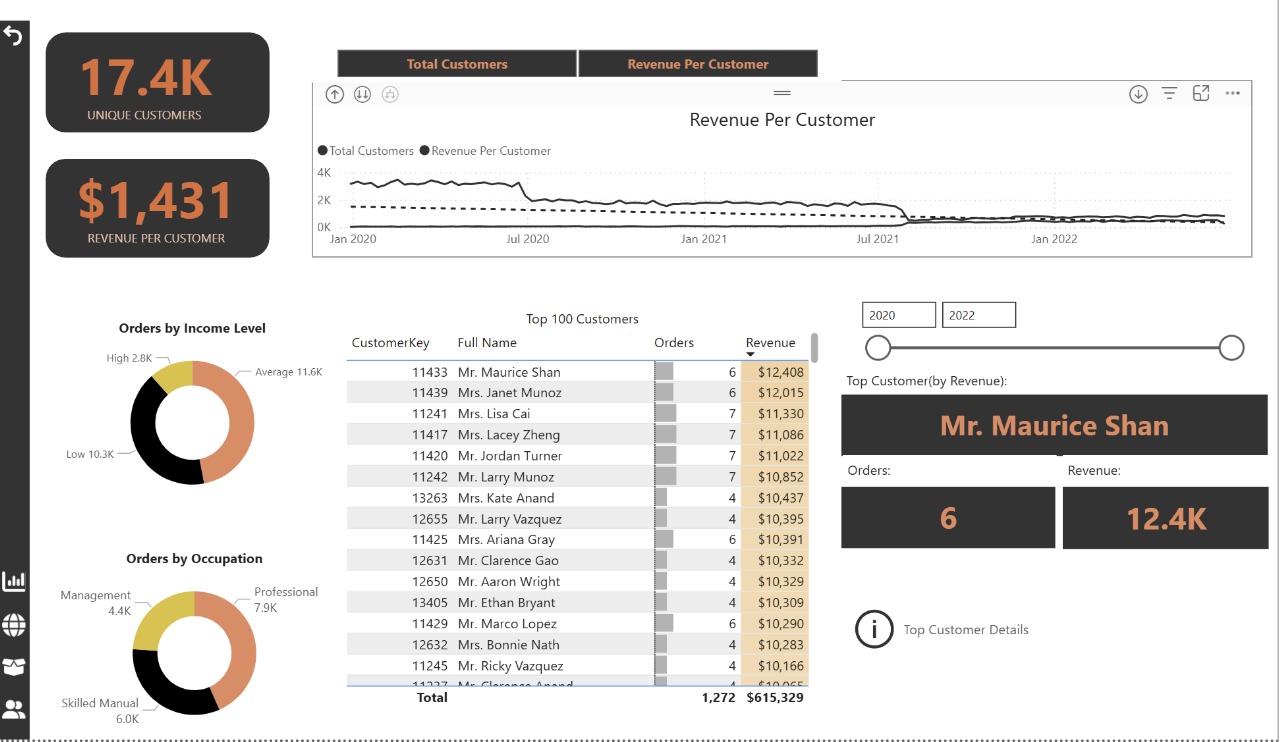 17.4K
UNIQUE CUSTOMERS
$1,431
REVENUE PER CUSTOMER
Total Customers
Revenue Per Customer
Revenue Per Customer
Total Customers Revenue Per Customer
4K
2K
0K
Jan 2020 Jul 2020 Jan 2021 Jul 2021 Jan 2022
Orders by Income Level
High 2.8K
Average 11.6K
Low 10.3K
Orders by Occupation
Management
4.4K
Professional
7.9K
Skilled Manual
6.0K
Top 100 Customers
CustomerKey Full Name Orders Revenue
11433 Mr. Maurice Shan 6 $12,408
11439 Mrs. Janet Munoz 6 $12,015
11241 Mrs. Lisa Cai 7 $11,330
11417 Mrs. Lacey Zheng 7 $11,086
11420 Mr. Jordan Turner 7 $11,022
11242 Mr. Larry Munoz 7 $10,852
13263 Mrs. Kate Anand 4 $10,437
12655 Mr. Larry Vazquez 4 $10,395
11425 Mrs. Ariana Gray 6 $10,391
12631 Mr. Clarence Gao 4 $10,332
12650 Mr. Aaron Wright 4 $10,329
13405 Mr. Ethan Bryant 4 $10,309
11429 Mr. Marco Lopez 6 $10,290
12632 Mrs. Bonnie Nath 4 $10,283
11245 Mr. Ricky Vazquez 4 $10,166
Total 1,272 $615,329
2020 2022
Top Customer(by Revenue):
Mr. Maurice Shan
Orders:
Revenue:
6
12.4K
i
Top Customer Details